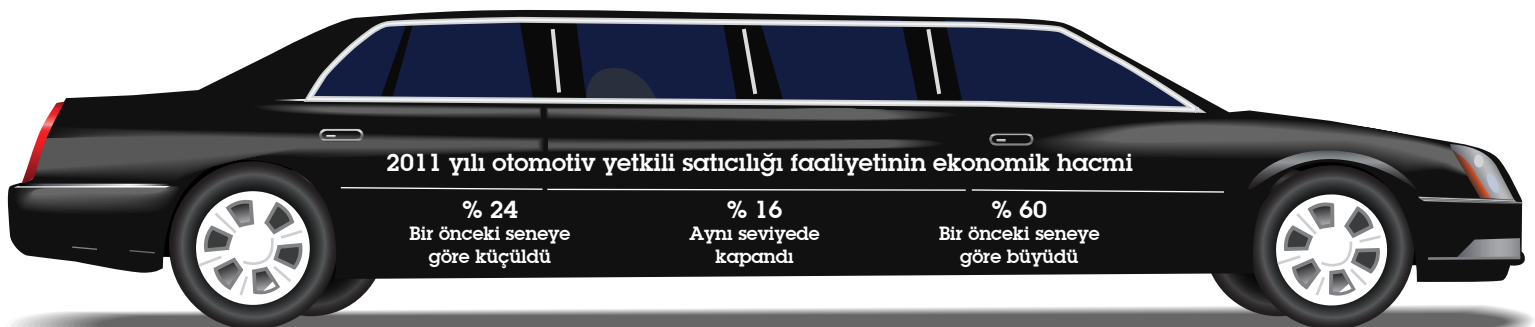 2011 yılı otomotiv yetkili satıcılığı faaliyetinin ekonomik hacmi
% 24
Bir önceki seneye
göre küçüldü
% 16
Aynı seviyede
kapandı
% 60
Bir önceki seneye
göre büyüdü